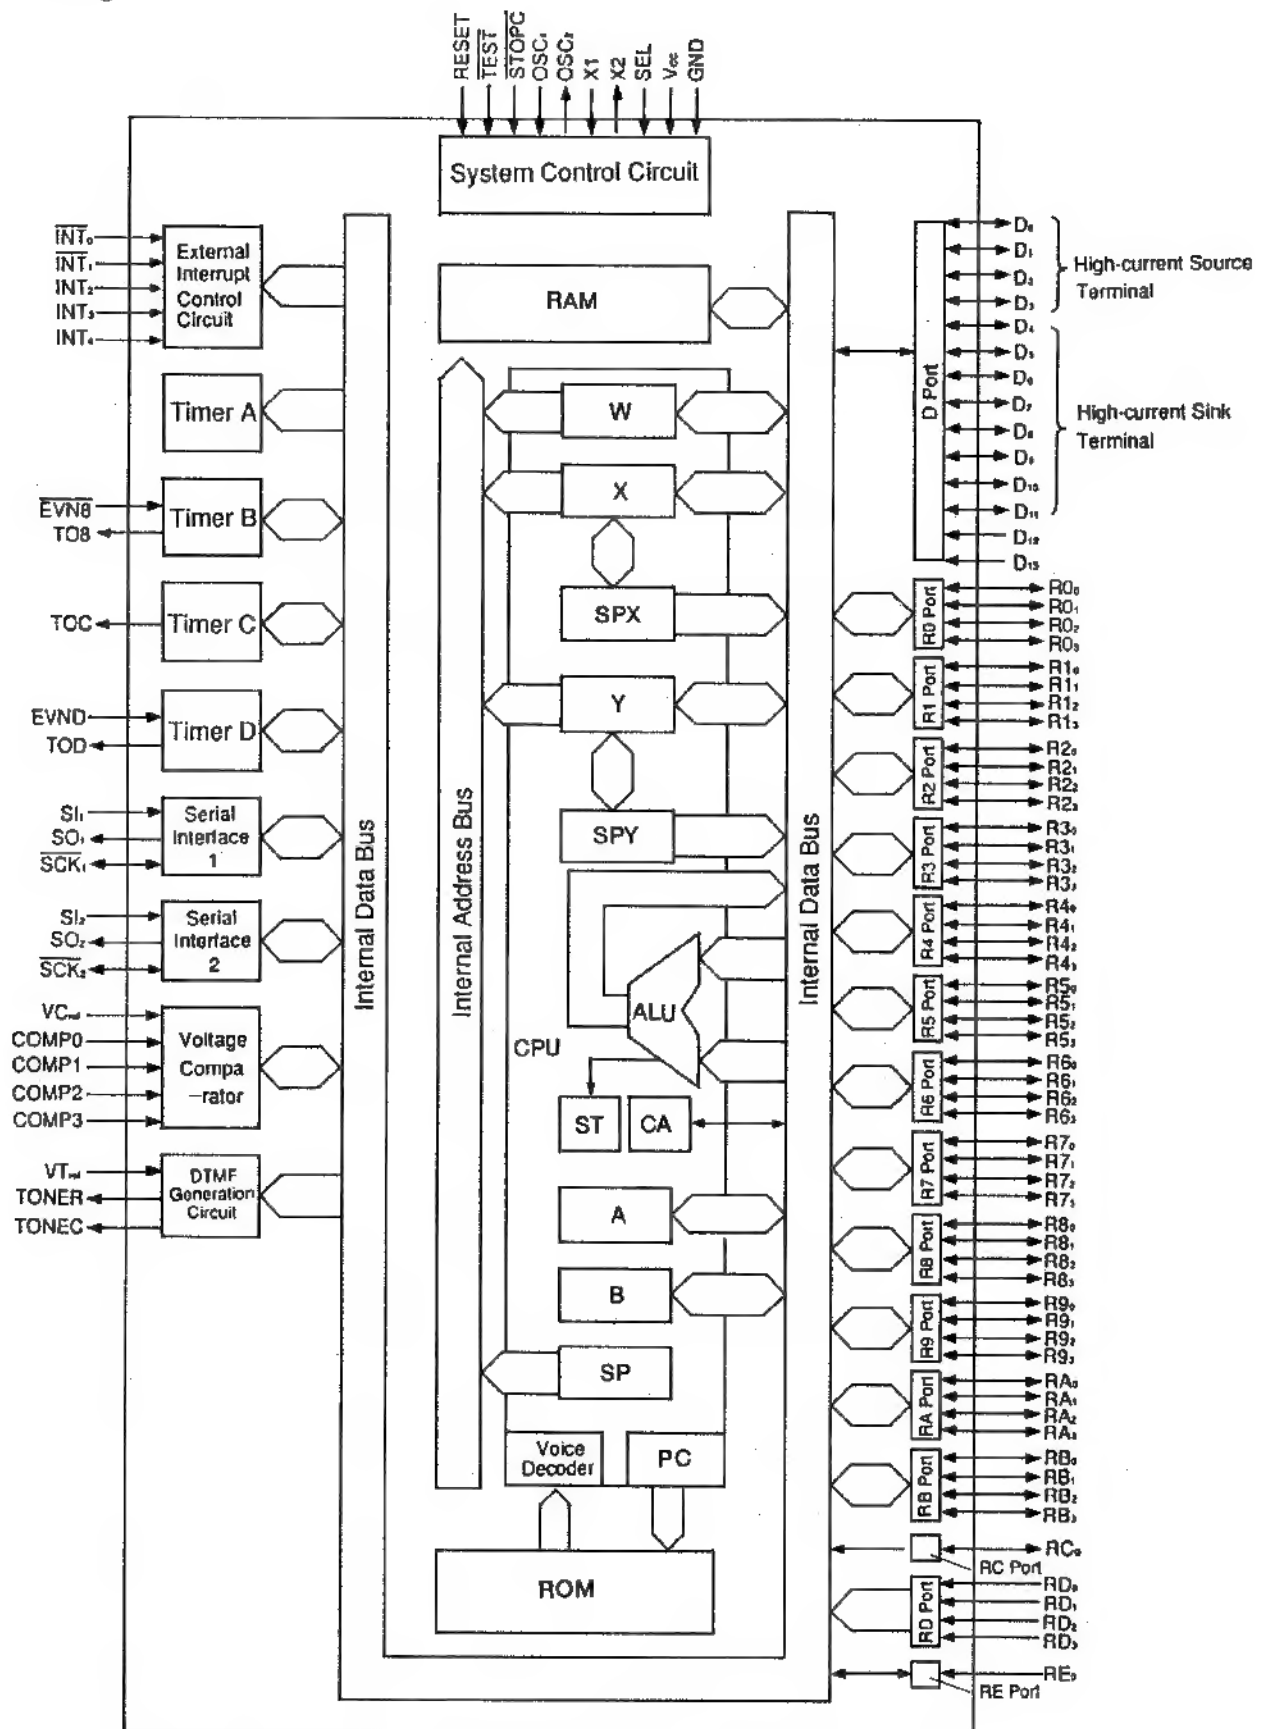 RESET
TEST
STOPC
OSC₁
OSC₂
X1
X2
SEL
Vcc
GND
System Control Circuit
INT₀
INT₁
INT₂
INT₃
INT₄
External
Interrupt
Control
Circuit
Timer A
EVNB
TOB
Timer B
TOC
Timer C
EVND
TOD
Timer D
SI₁
SO₁
SCK₁
Serial
Interface
1
SI₂
SO₂
SCK₂
Serial
Interface
2
VCref
COMP0
COMP1
COMP2
COMP3
Voltage
Compa
-rator
VTref
TONER
TONEC
DTMF
Generation
Circuit
Internal Data Bus
Internal Address Bus
RAM
W
X
SPX
Y
SPY
ALU
CPU
ST
CA
A
B
SP
Voice
Decoder
PC
ROM
Internal Data Bus
D Port
D₀
D₁
D₂
D₃
D₄
D₅
D₆
D₇
D₈
D₉
D₁₀
D₁₁
D₁₂
D₁₃
High-current Source
Terminal
High-current Sink
Terminal
R0 Port
R0₀
R0₁
R0₂
R0₃
R1 Port
R1₀
R1₁
R1₂
R1₃
R2 Port
R2₀
R2₁
R2₂
R2₃
R3 Port
R3₀
R3₁
R3₂
R3₃
R4 Port
R4₀
R4₁
R4₂
R4₃
R5 Port
R5₀
R5₁
R5₂
R5₃
R6 Port
R6₀
R6₁
R6₂
R6₃
R7 Port
R7₀
R7₁
R7₂
R7₃
R8 Port
R8₀
R8₁
R8₂
R8₃
R9 Port
R9₀
R9₁
R9₂
R9₃
RA Port
RA₀
RA₁
RA₂
RA₃
RB Port
RB₀
RB₁
RB₂
RB₃
RC₀
RC Port
RD Port
RD₀
RD₁
RD₂
RD₃
RE₀
RE Port